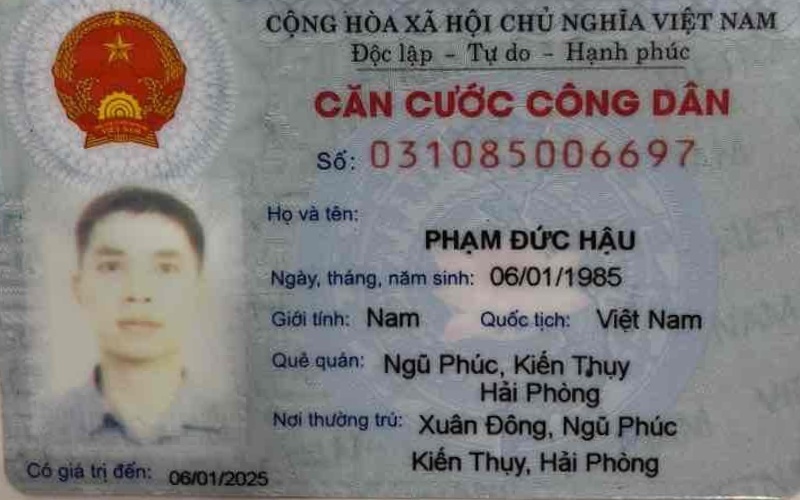 CỘNG HÒA XÃ HỘI CHỦ NGHĨA VIỆT NAM
Độc lập - Tự do - Hạnh phúc
CĂN CƯỚC CÔNG DÂN
Số: 031085006697
Họ và tên:
PHẠM ĐỨC HẬU
Ngày, tháng, năm sinh: 06/01/1985
Giới tính: Nam Quốc tịch: Việt Nam
Quê quán: Ngũ Phúc, Kiến Thụy
Hải Phòng
Nơi thường trú: Xuân Đông, Ngũ Phúc
Kiến Thụy, Hải Phòng
Có giá trị đến: 06/01/2025